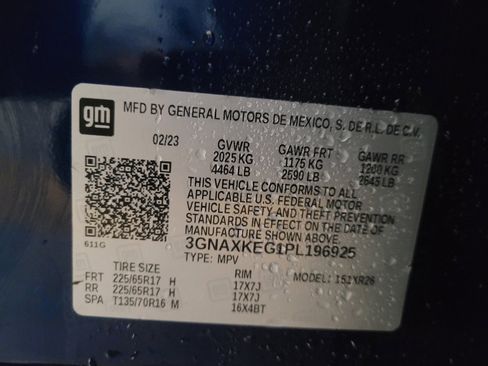 gm
MFD BY GENERAL MOTORS DE MEXICO, S. DE R.L. DE C.V.
02/23 GVWR GAWR FRT GAWR RR
2025 KG 1175 KG 1200 KG
4464 LB 2590 LB 2645 LB
THIS VEHICLE CONFORMS TO ALL
APPLICABLE U.S. FEDERAL MOTOR
VEHICLE SAFETY AND THEFT PREVENTION
STANDARDS IN EFFECT ON THE DATE OF
MANUFACTURE SHOWN ABOVE.
611G 3GNAXKEG1PL196925
TYPE: MPV
TIRE SIZE RIM MODEL: 1S1XR26
FRT 225/65R17 H 17X7J
RR 225/65R17 H 17X7J
SPA T135/70R16 M 16X4BT